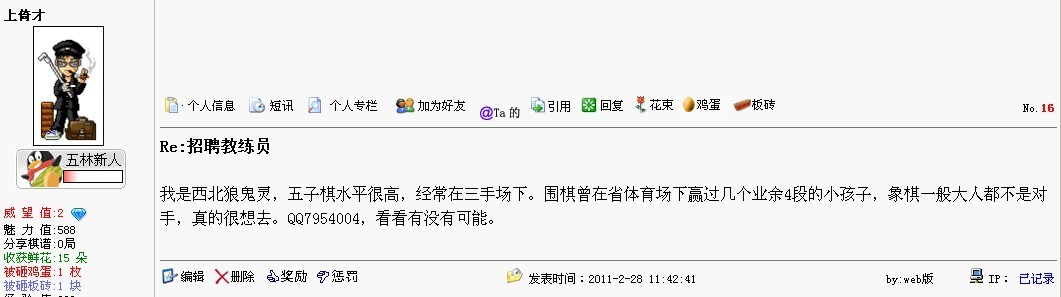 上倚才
个人信息 短讯 个人专栏 加为好友 @Ta 的 引用 回复 花束 鸡蛋 板砖 No.16
五林新人
Re:招聘教练员
我是西北狼鬼灵，五子棋水平很高，经常在三手场下。围棋曾在省体育场下赢过几个业余4段的小孩子，象棋一般大人都不是对
手，真的很想去。QQ7954004，看看有没有可能。
威 望 值:2
魅 力 值:588
分享棋谱:0局
收获鲜花:15 朵
被砸鸡蛋:1 枚
被砸板砖:1 块
编辑 删除 奖励 惩罚 发表时间：2011-2-28 11:42:41 by:web版 IP： 已记录